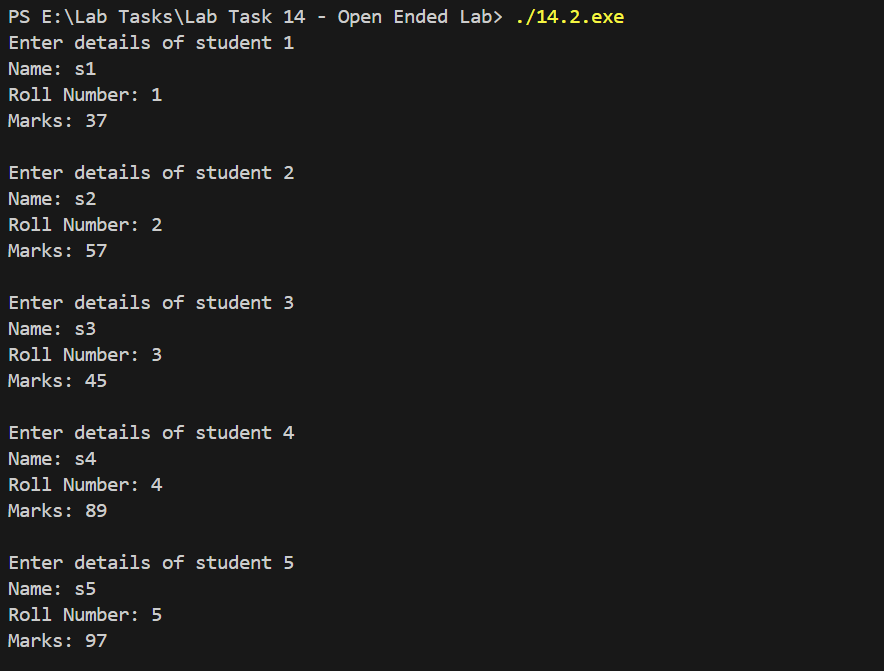 PS E:\Lab Tasks\Lab Task 14 - Open Ended Lab> ./14.2.exe
Enter details of student 1
Name: s1
Roll Number: 1
Marks: 37
Enter details of student 2
Name: s2
Roll Number: 2
Marks: 57
Enter details of student 3
Name: s3
Roll Number: 3
Marks: 45
Enter details of student 4
Name: s4
Roll Number: 4
Marks: 89
Enter details of student 5
Name: s5
Roll Number: 5
Marks: 97